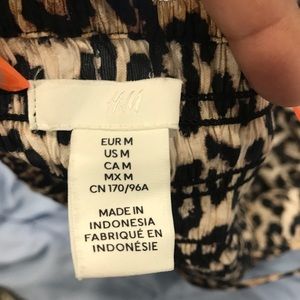 H&M
EUR M
US M
CA M
MX M
CN 170/96A
MADE IN
INDONESIA
FABRIQUÉ EN
INDONÉSIE